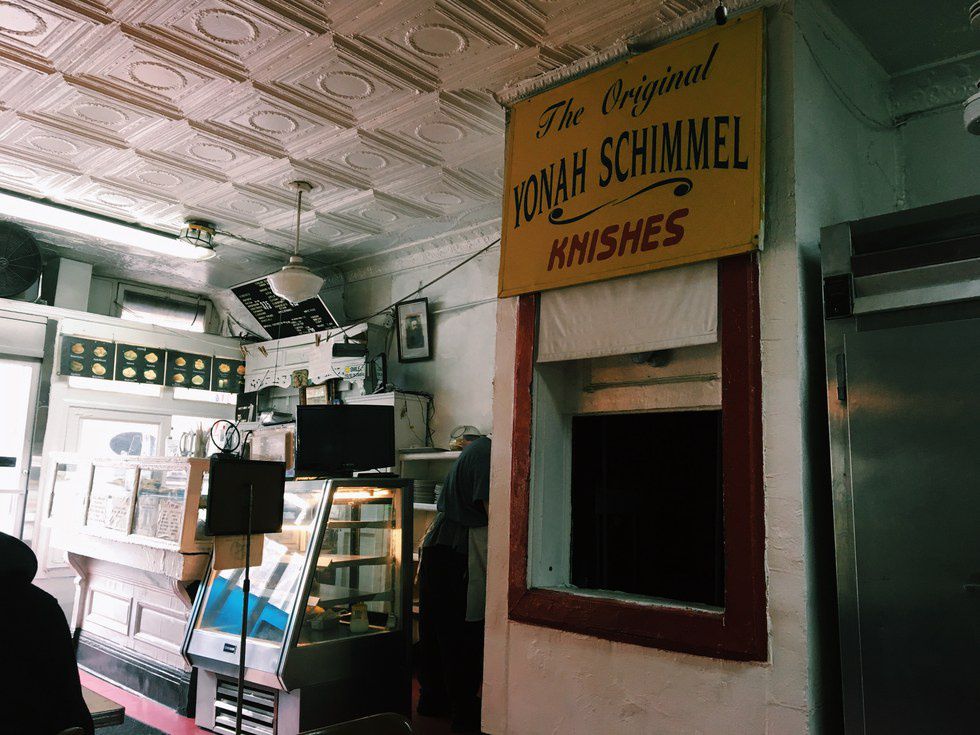 The Original
YONAH SCHIMMEL
KNISHES